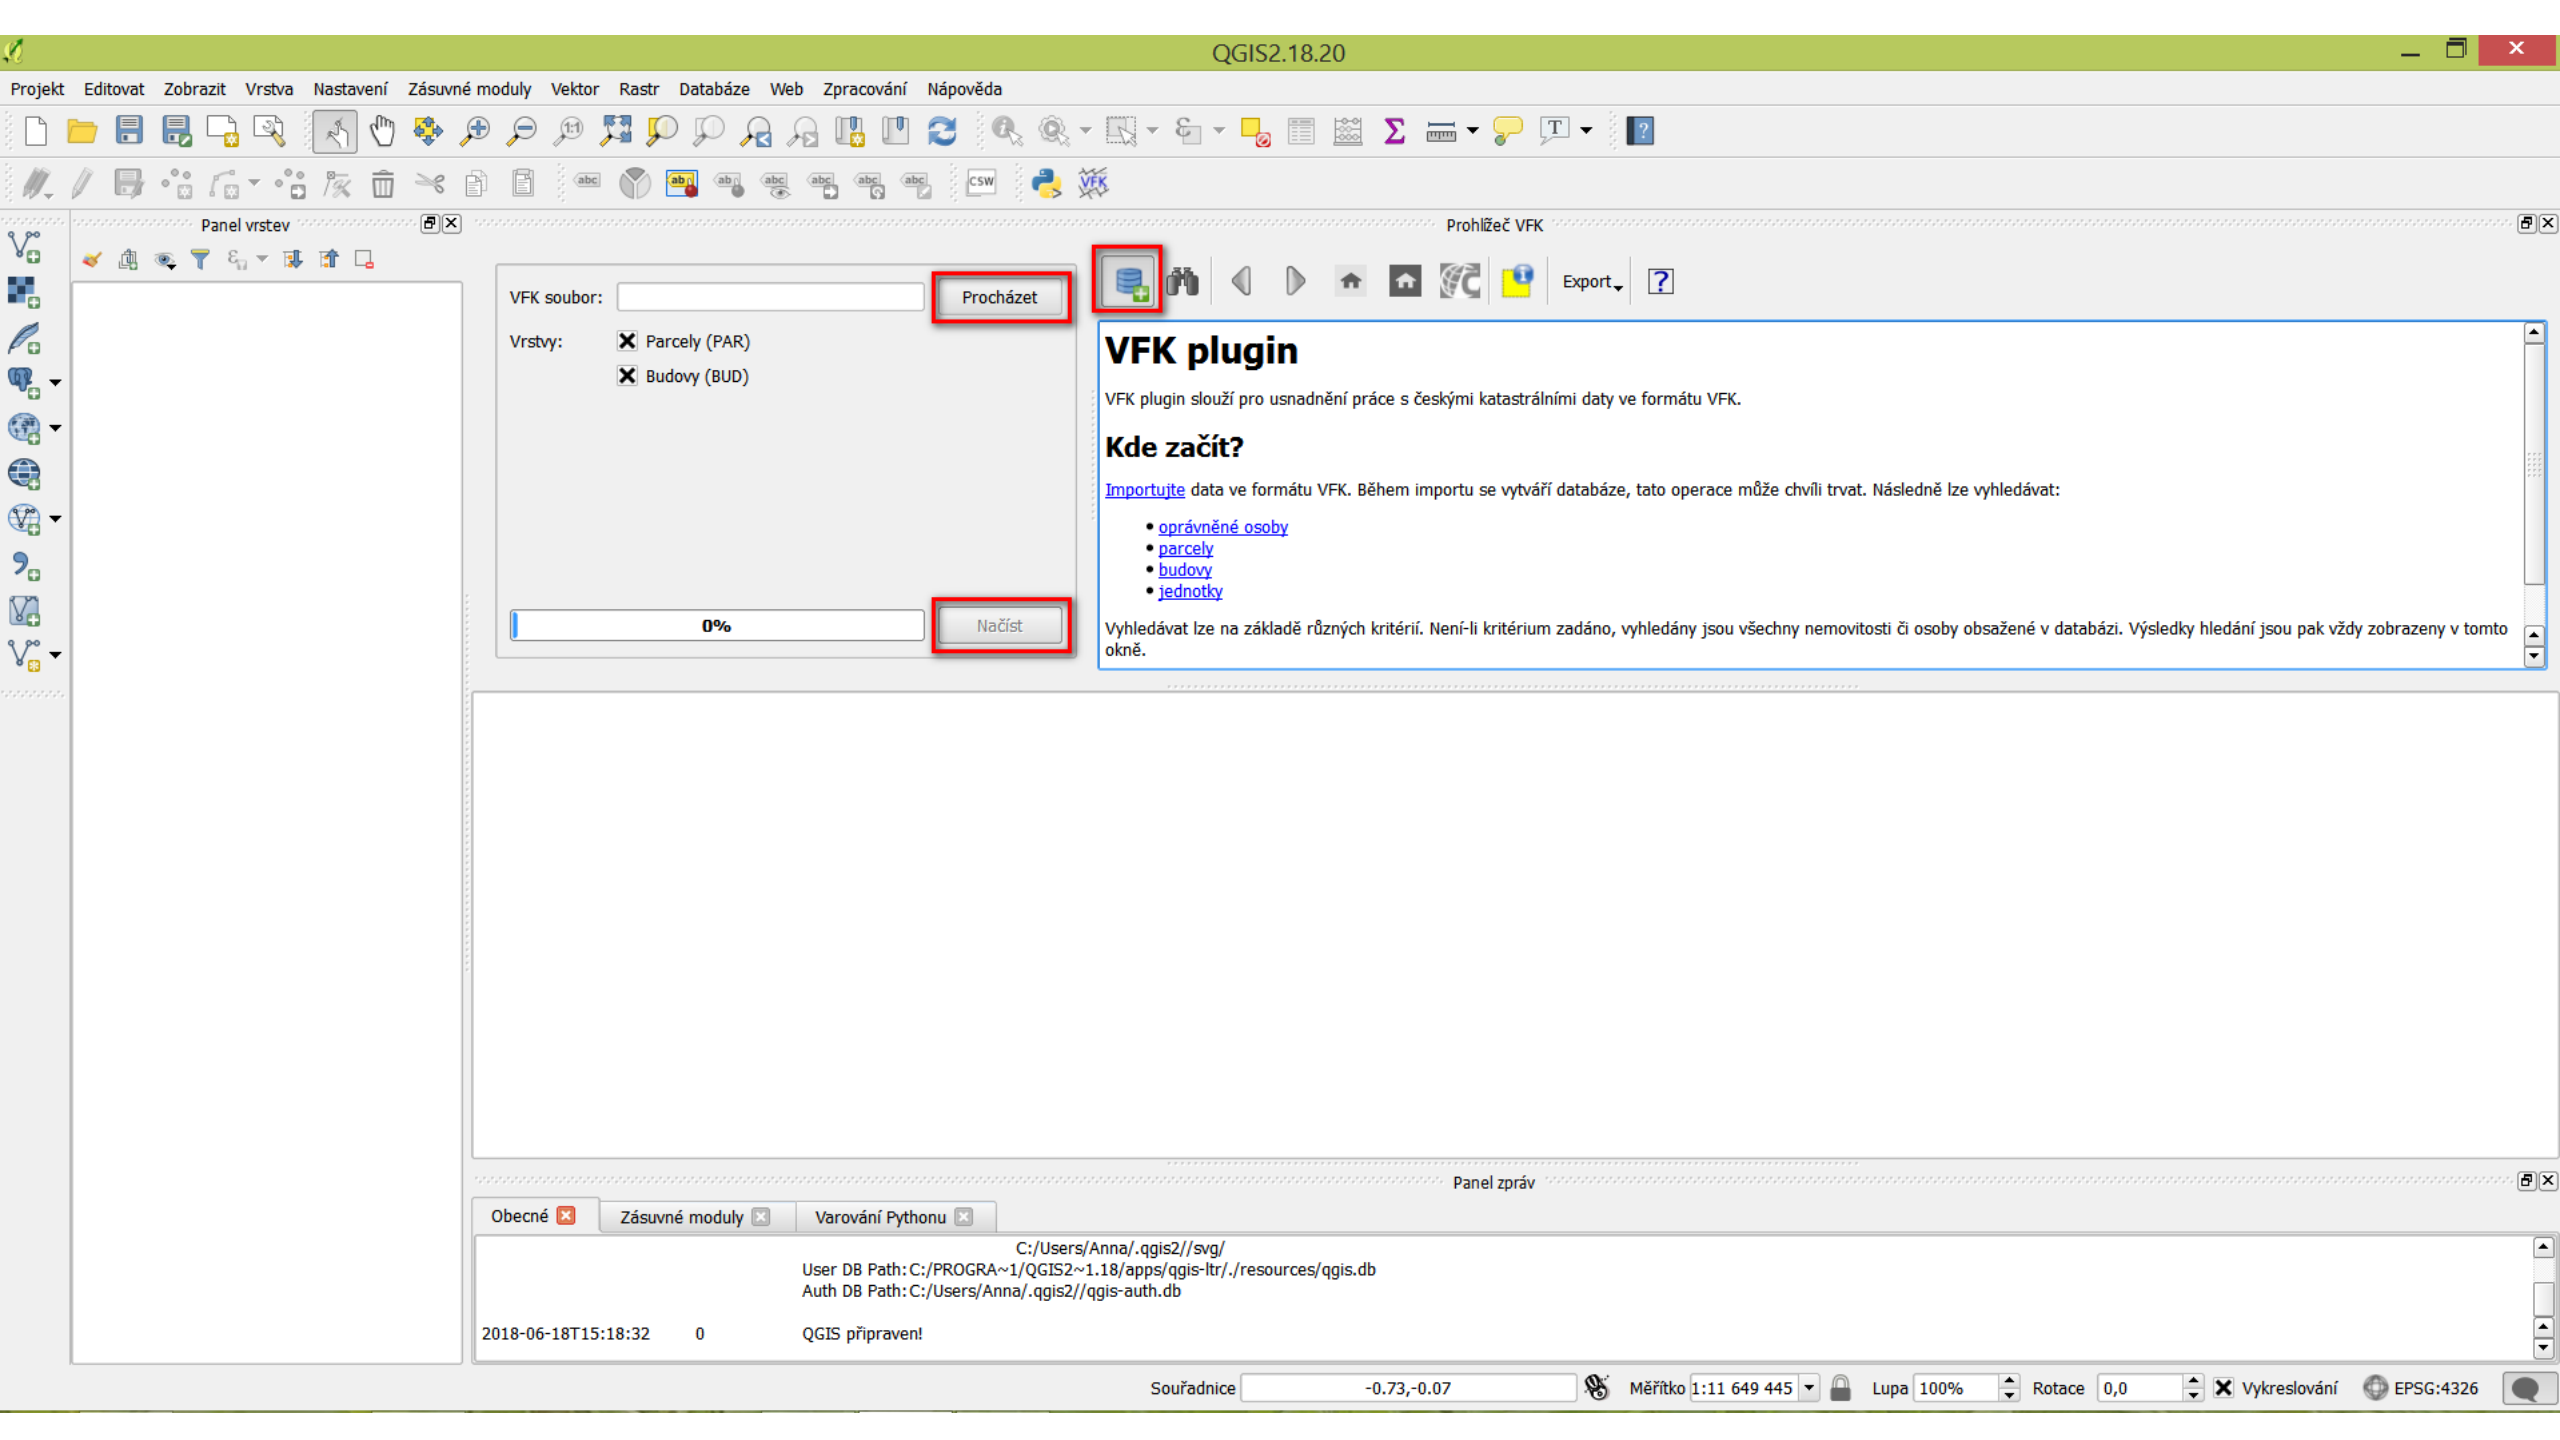 QGIS2.18.20
Projekt Editovat Zobrazit Vrstva Nastavení Zásuvné moduly Vektor Rastr Databáze Web Zpracování Nápověda
CSW VFK
Panel vrstev
Prohlížeč VFK
VFK soubor: Procházet
Vrstvy: Parcely (PAR)
Budovy (BUD)
0% Načíst
Export
VFK plugin
VFK plugin slouží pro usnadnění práce s českými katastrálními daty ve formátu VFK.
Kde začít?
Importujte data ve formátu VFK. Během importu se vytváří databáze, tato operace může chvíli trvat. Následně lze vyhledávat:
• oprávněné osoby
• parcely
• budovy
• jednotky
Vyhledávat lze na základě různých kritérií. Není-li kritérium zadáno, vyhledány jsou všechny nemovitosti či osoby obsažené v databázi. Výsledky hledání jsou pak vždy zobrazeny v tomto
okně.
Panel zpráv
Obecné Zásuvné moduly Varování Pythonu
C:/Users/Anna/.qgis2//svg/
User DB Path: C:/PROGRA~1/QGIS2~1.18/apps/qgis-ltr/./resources/qgis.db
Auth DB Path: C:/Users/Anna/.qgis2//qgis-auth.db
2018-06-18T15:18:32 0 QGIS připraven!
Souřadnice -0.73,-0.07 Měřítko 1:11 649 445 Lupa 100% Rotace 0,0 Vykreslování EPSG:4326